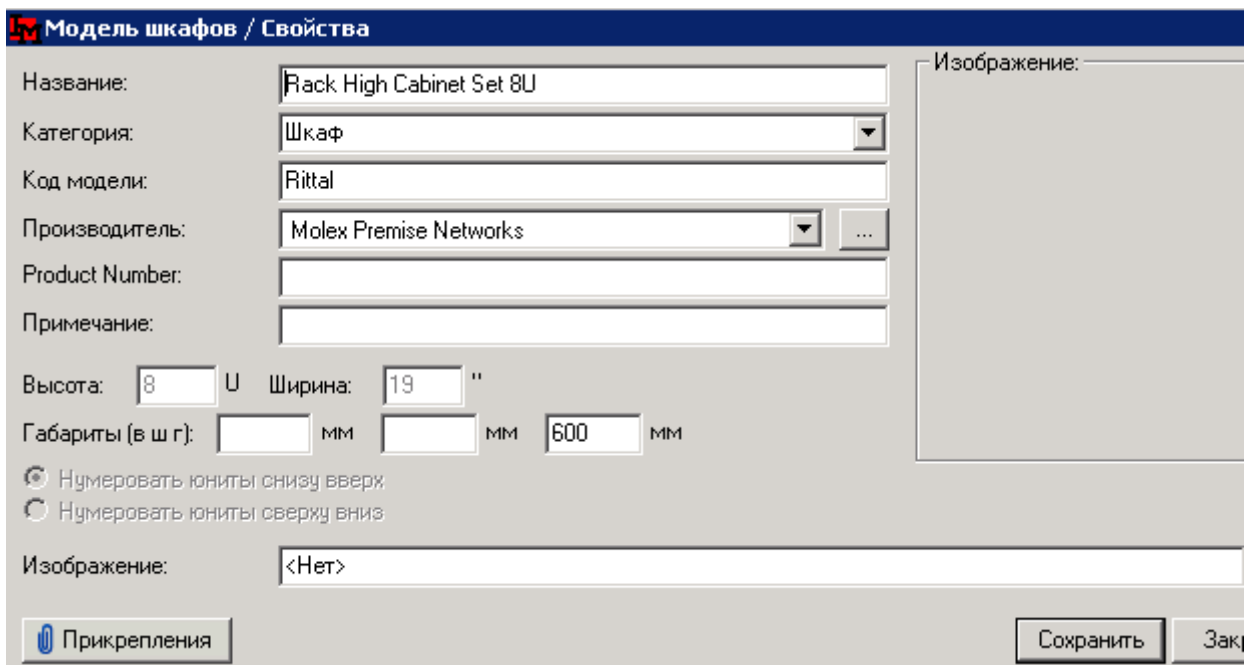 Модель шкафов / Свойства
Название: Rack High Cabinet Set 8U
Изображение:
Категория: Шкаф
Код модели: Rittal
Производитель: Molex Premise Networks ...
Product Number:
Примечание:
Высота: 8 U Ширина: 19 "
Габариты (в ш г): мм мм 600 мм
Нумеровать юниты снизу вверх
Нумеровать юниты сверху вниз
Изображение: <Нет>
Прикрепления Сохранить